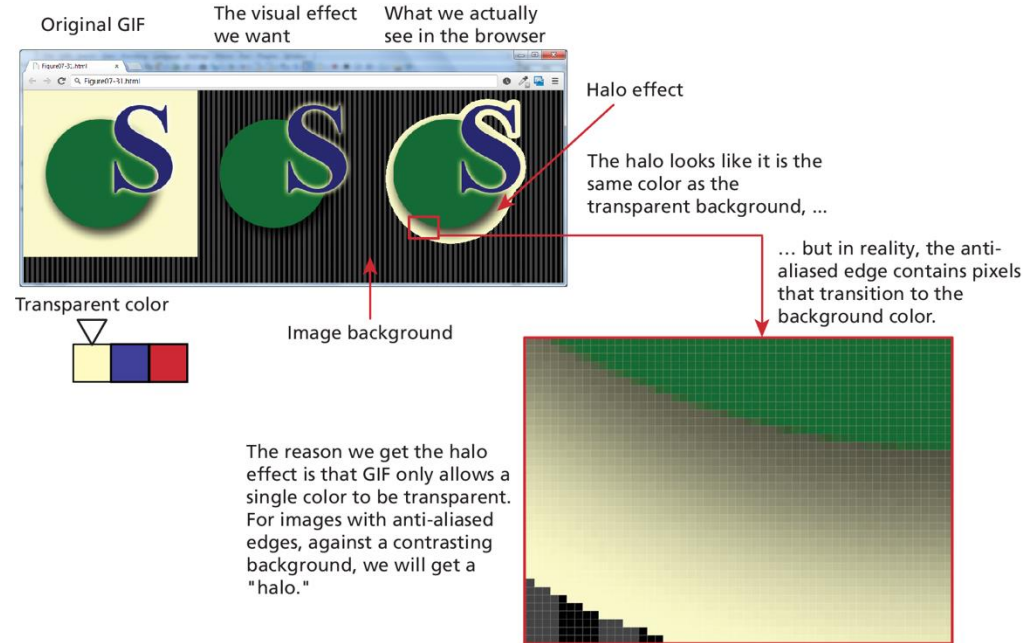 Original GIF
The visual effect
we want
What we actually
see in the browser
Figure07-31.html
Figure07-31.html
S
S
S
Halo effect
The halo looks like it is the
same color as the
transparent background, ...
... but in reality, the anti-
aliased edge contains pixels
that transition to the
background color.
Transparent color
Image background
The reason we get the halo
effect is that GIF only allows a
single color to be transparent.
For images with anti-aliased
edges, against a contrasting
background, we will get a
"halo."